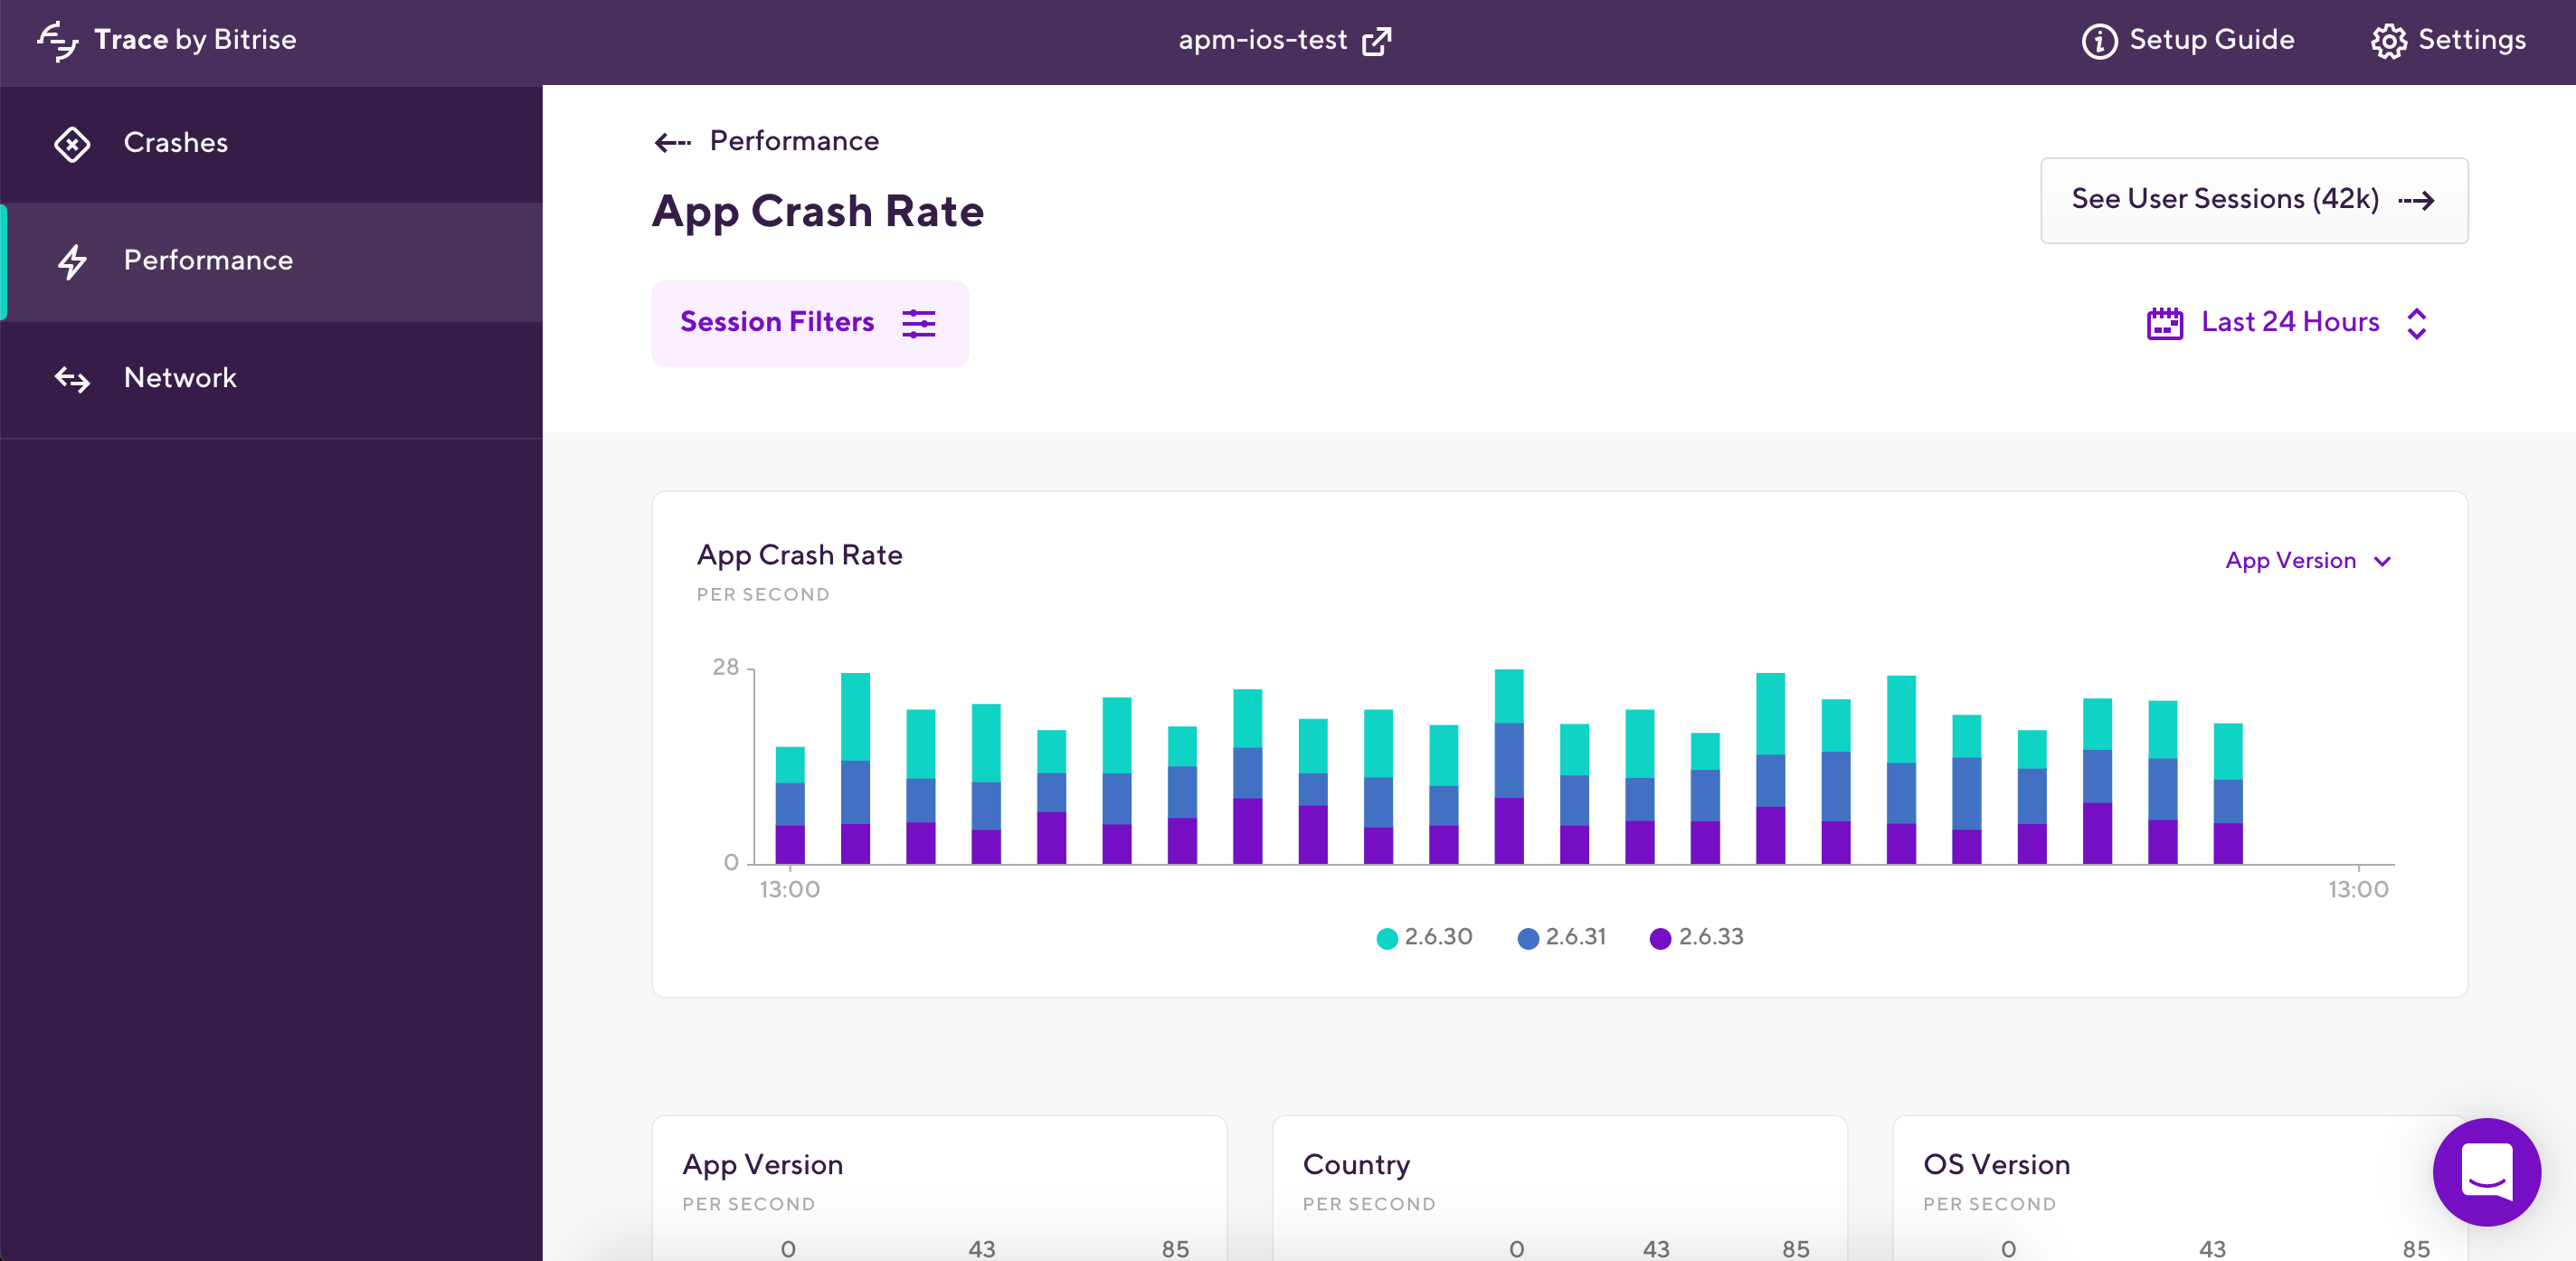 Trace by Bitrise
apm-ios-test
Setup Guide
Settings
Crashes
Performance
Network
Performance
App Crash Rate
See User Sessions (42k)
Session Filters
Last 24 Hours
App Crash Rate
PER SECOND
App Version
28
0
13:00 13:00
2.6.30 2.6.31 2.6.33
App Version
PER SECOND
0 43 85
Country
PER SECOND
0 43 85
OS Version
PER SECOND
0 43 85